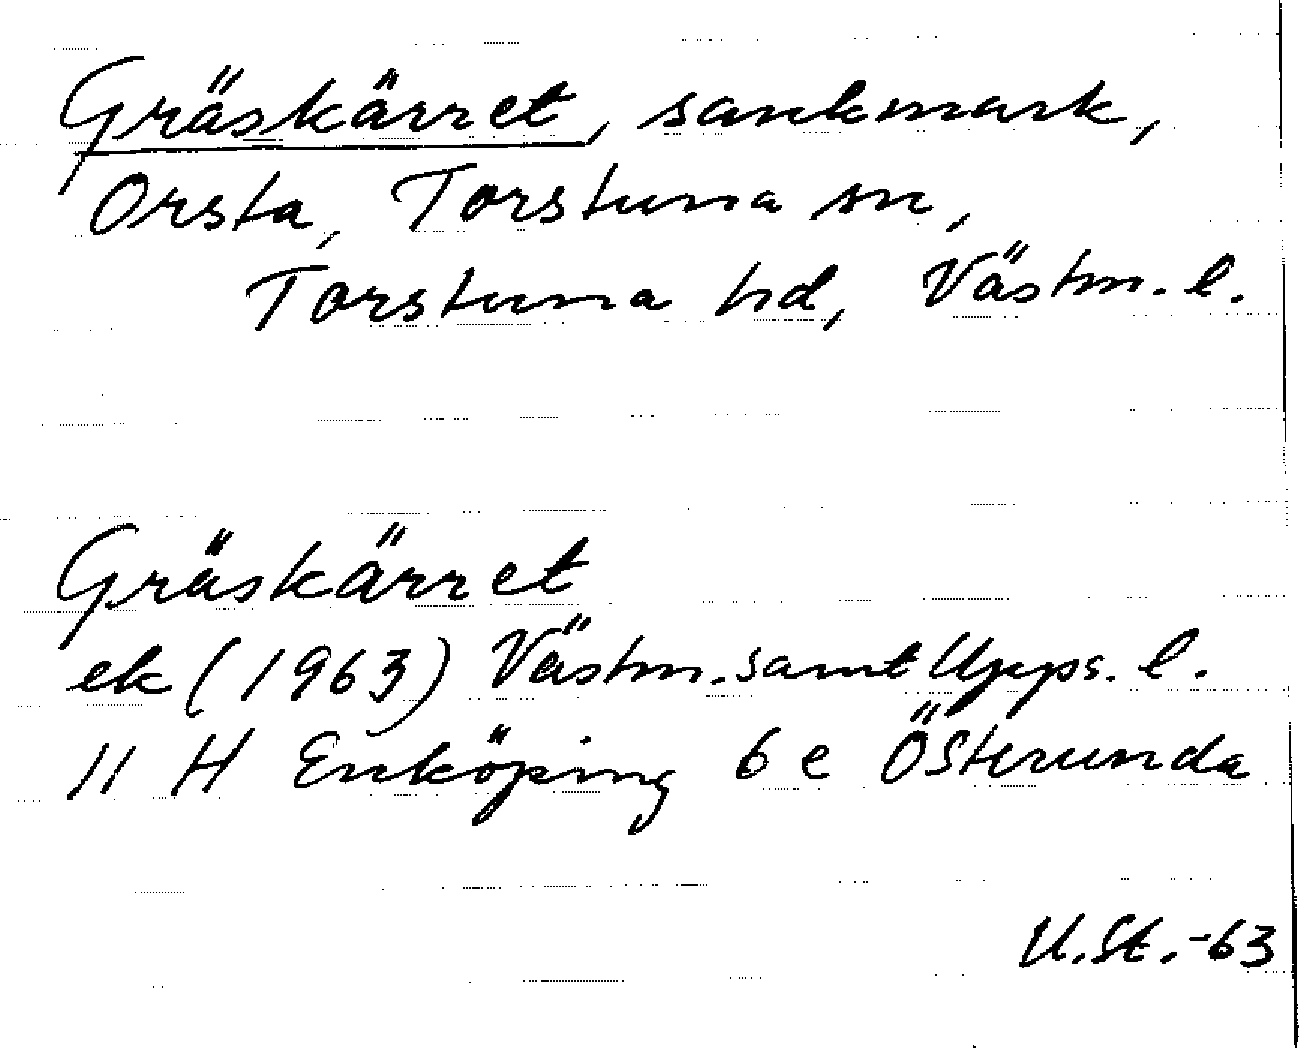 Gräskärret, sankmark,
Orsta, Torstuna sn,
Torstuna hd, Västm. l.
Gräskärret
ek (1963) Västm. samt Upps. l.
11 H Enköping 6 e Österunda
U.St.-63